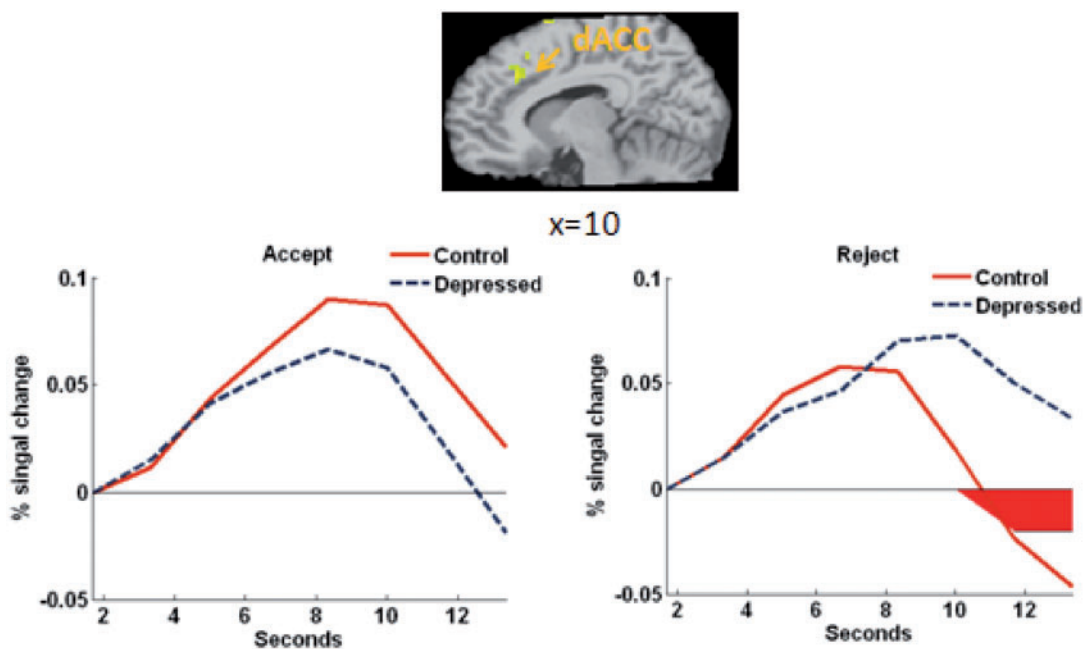 dACC
x=10
Accept
Control
Depressed
0.1
0.05
0
-0.05
% singal change
2 4 6 8 10 12
Seconds
Reject
Control
Depressed
0.1
0.05
0
-0.05
% singal change
2 4 6 8 10 12
Seconds